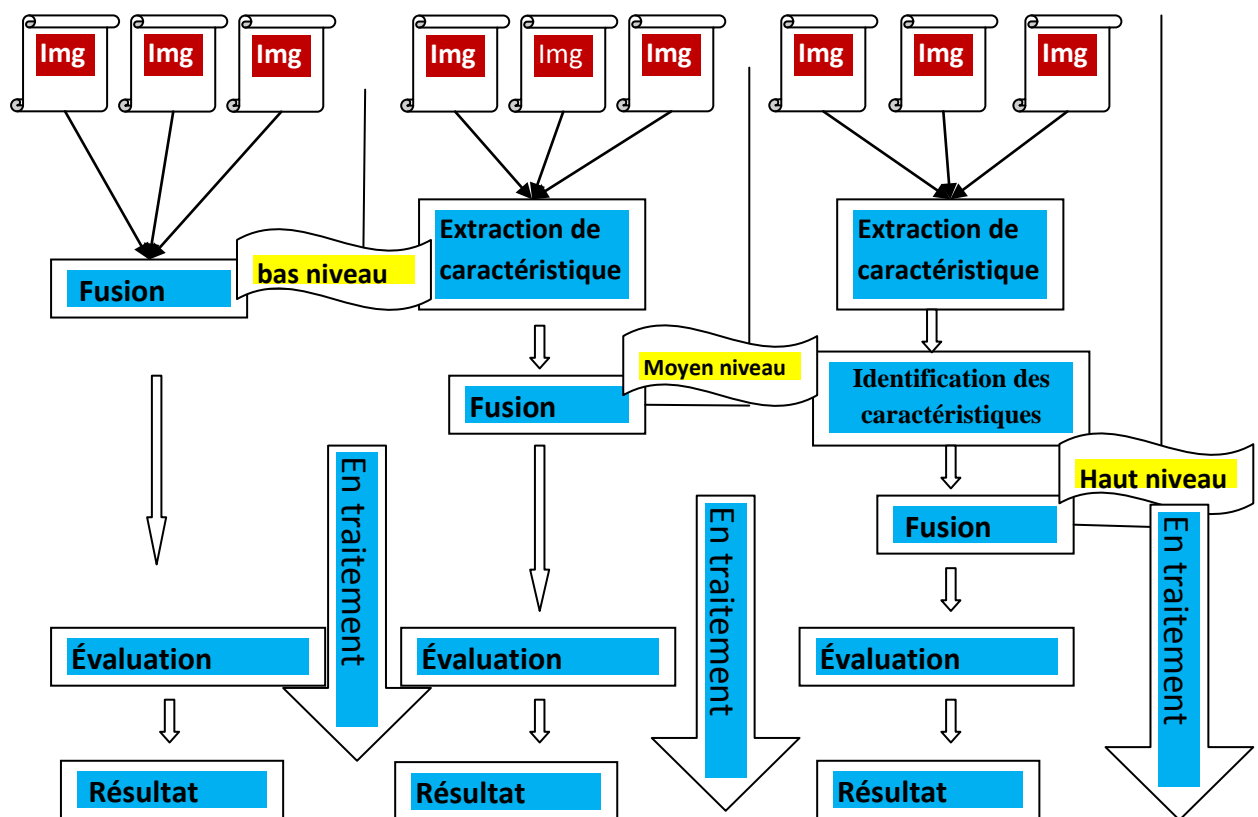 Img
Img
Img
Img
Img
Img
Img
Img
Img
Fusion
bas niveau
Extraction de
caractéristique
Extraction de
caractéristique
Fusion
Moyen niveau
Identification des
caractéristiques
Fusion
Haut niveau
En traitement
En traitement
En traitement
Évaluation
Évaluation
Évaluation
Résultat
Résultat
Résultat